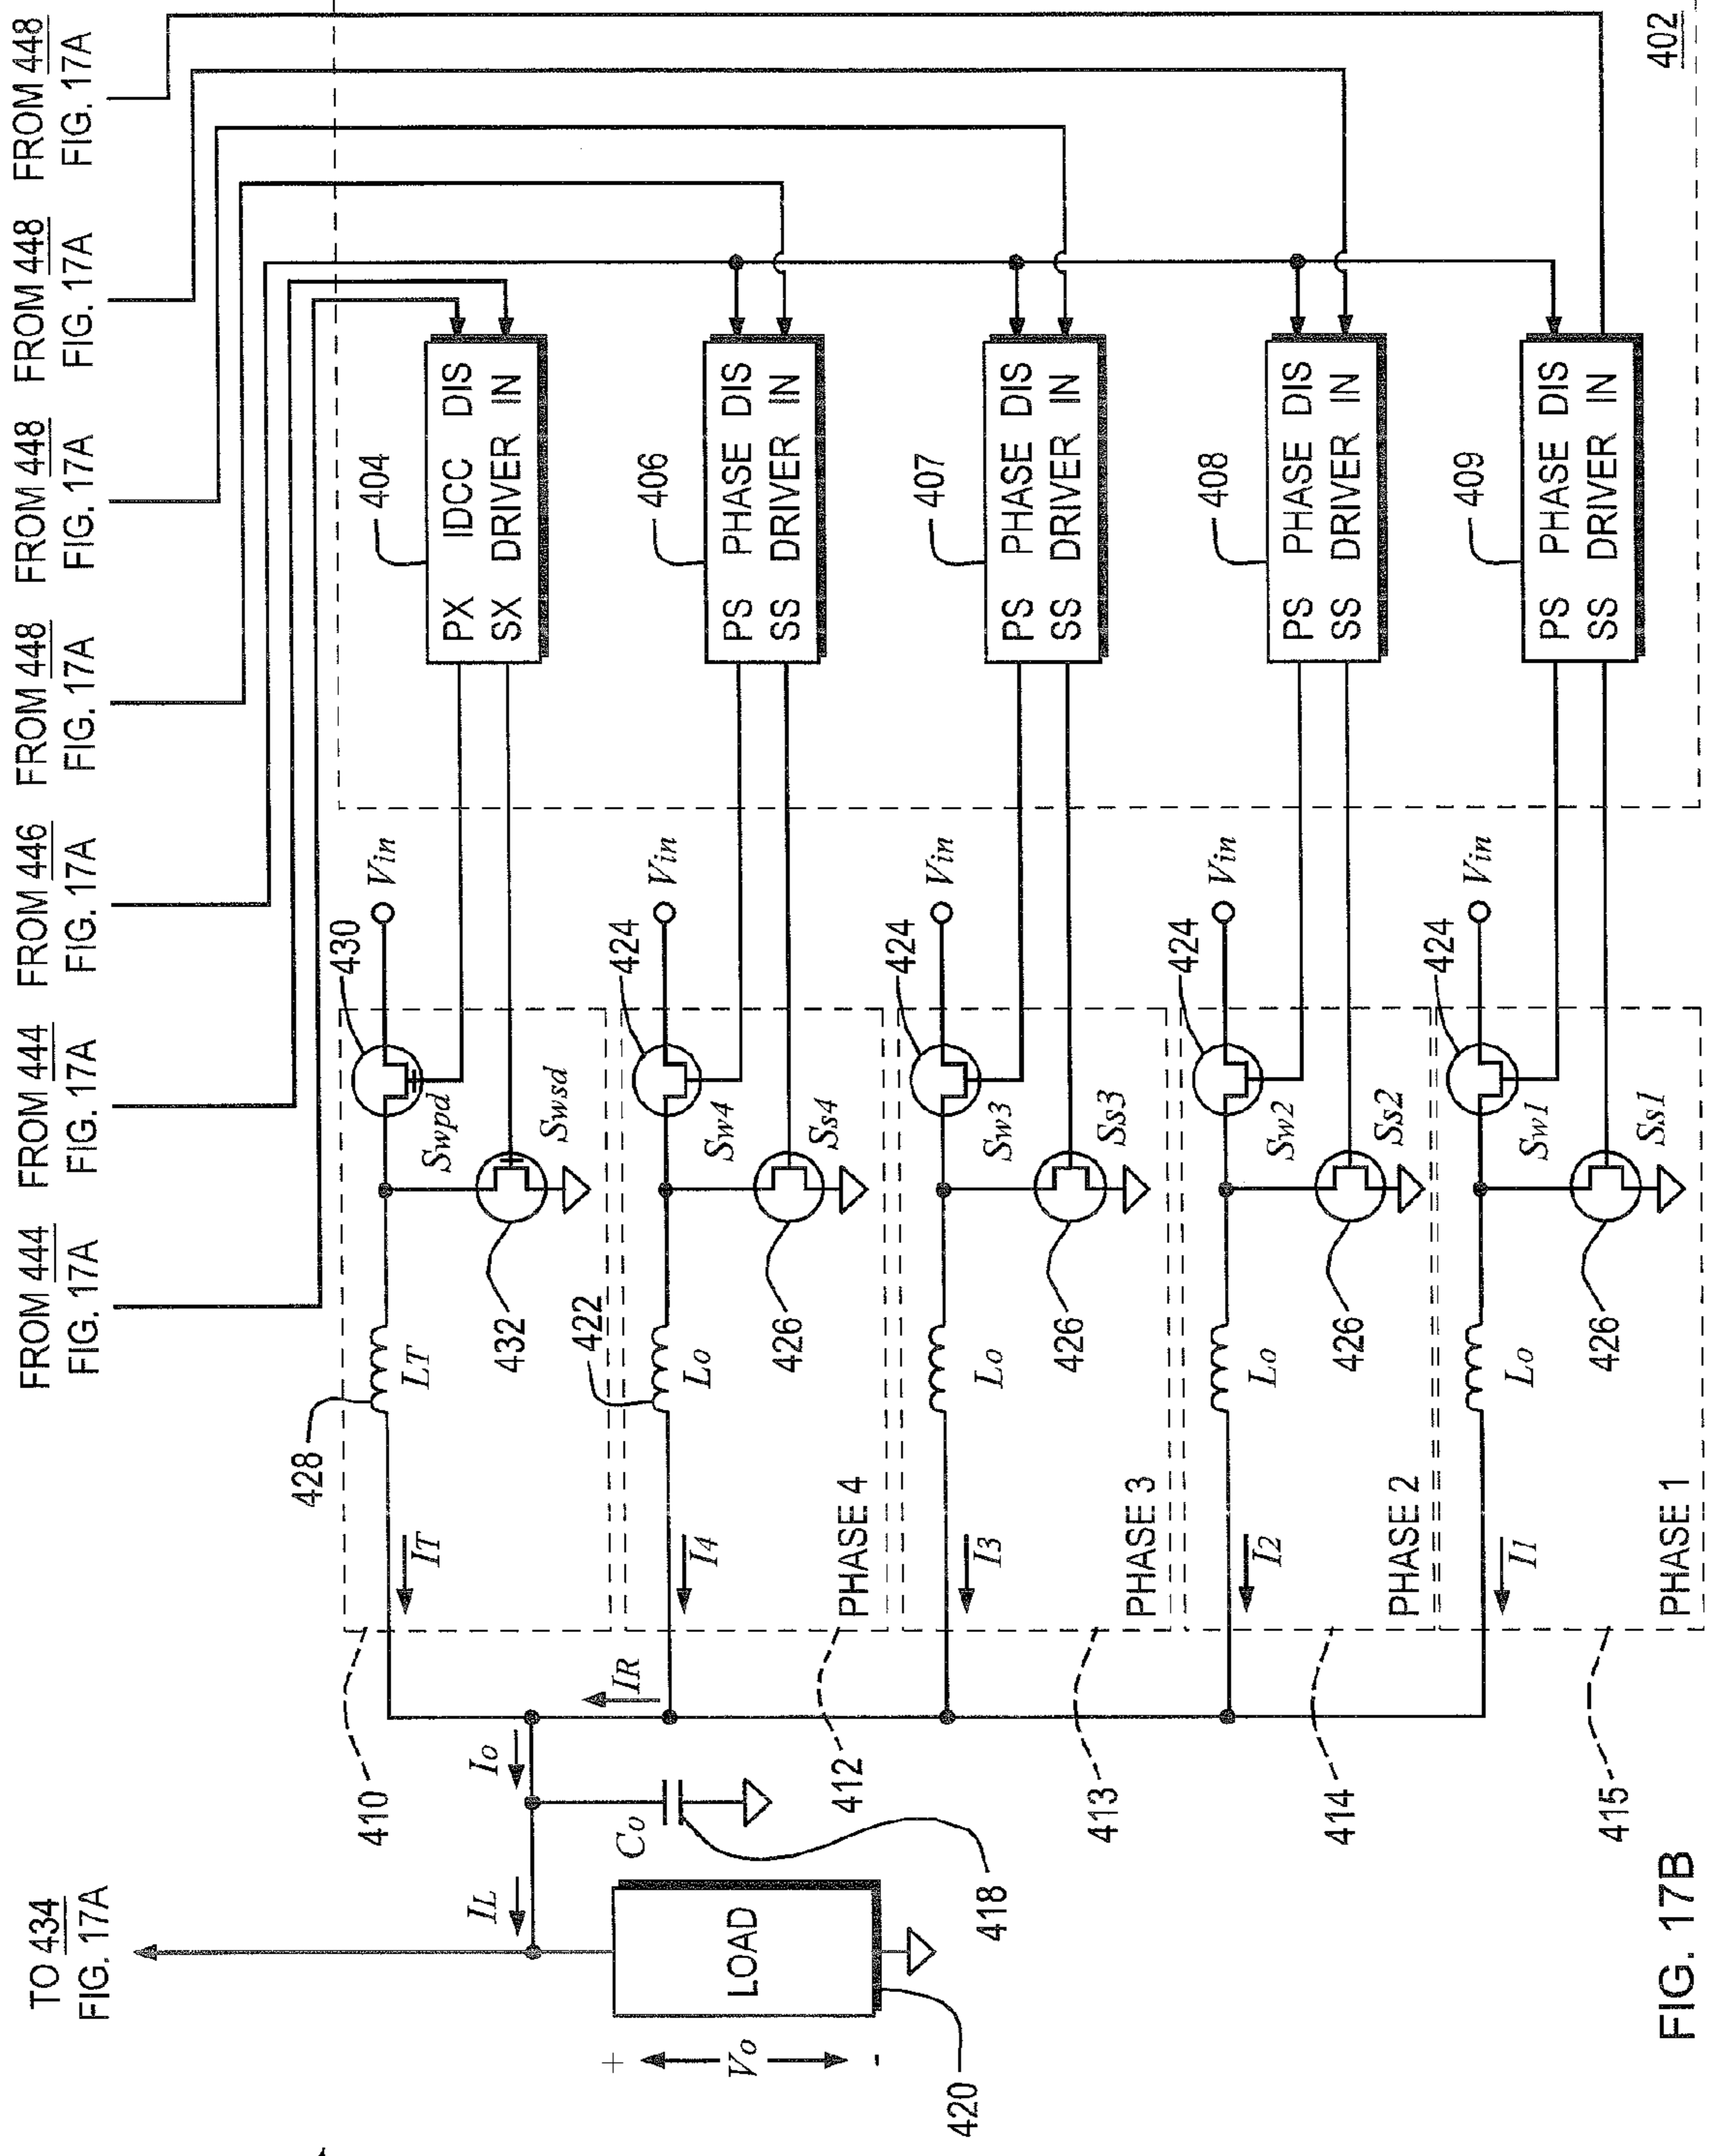 TO 434
FIG. 17A
FROM 444
FIG. 17A
FROM 444
FIG. 17A
FROM 446
FIG. 17A
FROM 448
FIG. 17A
FROM 448
FIG. 17A
FROM 448
FIG. 17A
FROM 448
FIG. 17A
402
428
LT
IT
430
Vin
Swpd
Swsd
432
404
PX IDCC DIS
SX DRIVER IN
410
422
Lo
I4
IR
424
Vin
Sw4
Ss4
426
406
PS PHASE DIS
SS DRIVER IN
PHASE 4
412
Lo
I3
424
Vin
Sw3
Ss3
426
407
PS PHASE DIS
SS DRIVER IN
PHASE 3
413
Lo
I2
424
Vin
Sw2
Ss2
426
408
PS PHASE DIS
SS DRIVER IN
PHASE 2
414
Lo
I1
424
Vin
Sw1
Ss1
426
409
PS PHASE DIS
SS DRIVER IN
PHASE 1
415
Io
IL
Co
418
LOAD
420
+
Vo
-
FIG. 17B